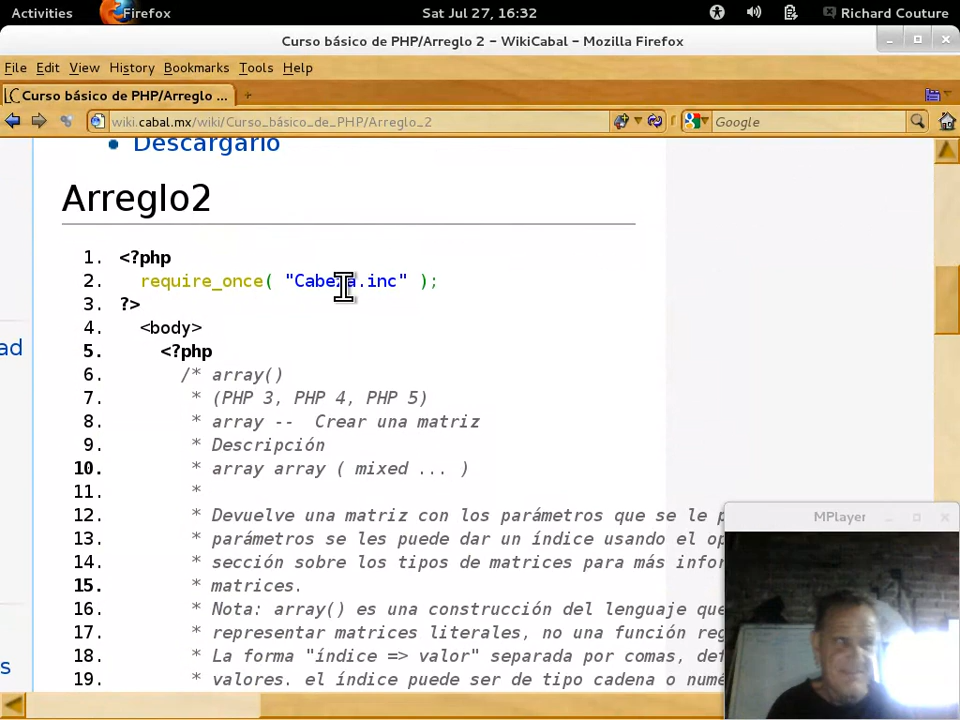 Activities Firefox Sat Jul 27, 16:32 Richard Couture
Curso básico de PHP/Arreglo 2 - WikiCabal - Mozilla Firefox
File Edit View History Bookmarks Tools Help
Curso básico de PHP/Arreglo ...
wiki.cabal.mx/wiki/Curso_básico_de_PHP/Arreglo_2 Google
Descargarlo
Arreglo2
1. <?php
2. require_once( "Cabeza.inc" );
3. ?>
ad
4. <body>
5. <?php
6. /* array()
7. * (PHP 3, PHP 4, PHP 5)
8. * array -- Crear una matriz
9. * Descripción
10. * array array ( mixed ... )
11. *
12. * Devuelve una matriz con los parámetros que se le
13. * parámetros se les puede dar un índice usando el
14. * sección sobre los tipos de matrices para más
15. * matrices.
16. * Nota: array() es una construcción del lenguaje
17. * representar matrices literales, no una función
s
18. * La forma "índice => valor" separada por comas,
19. * valores. el índice puede ser de tipo cadena o
MPlayer